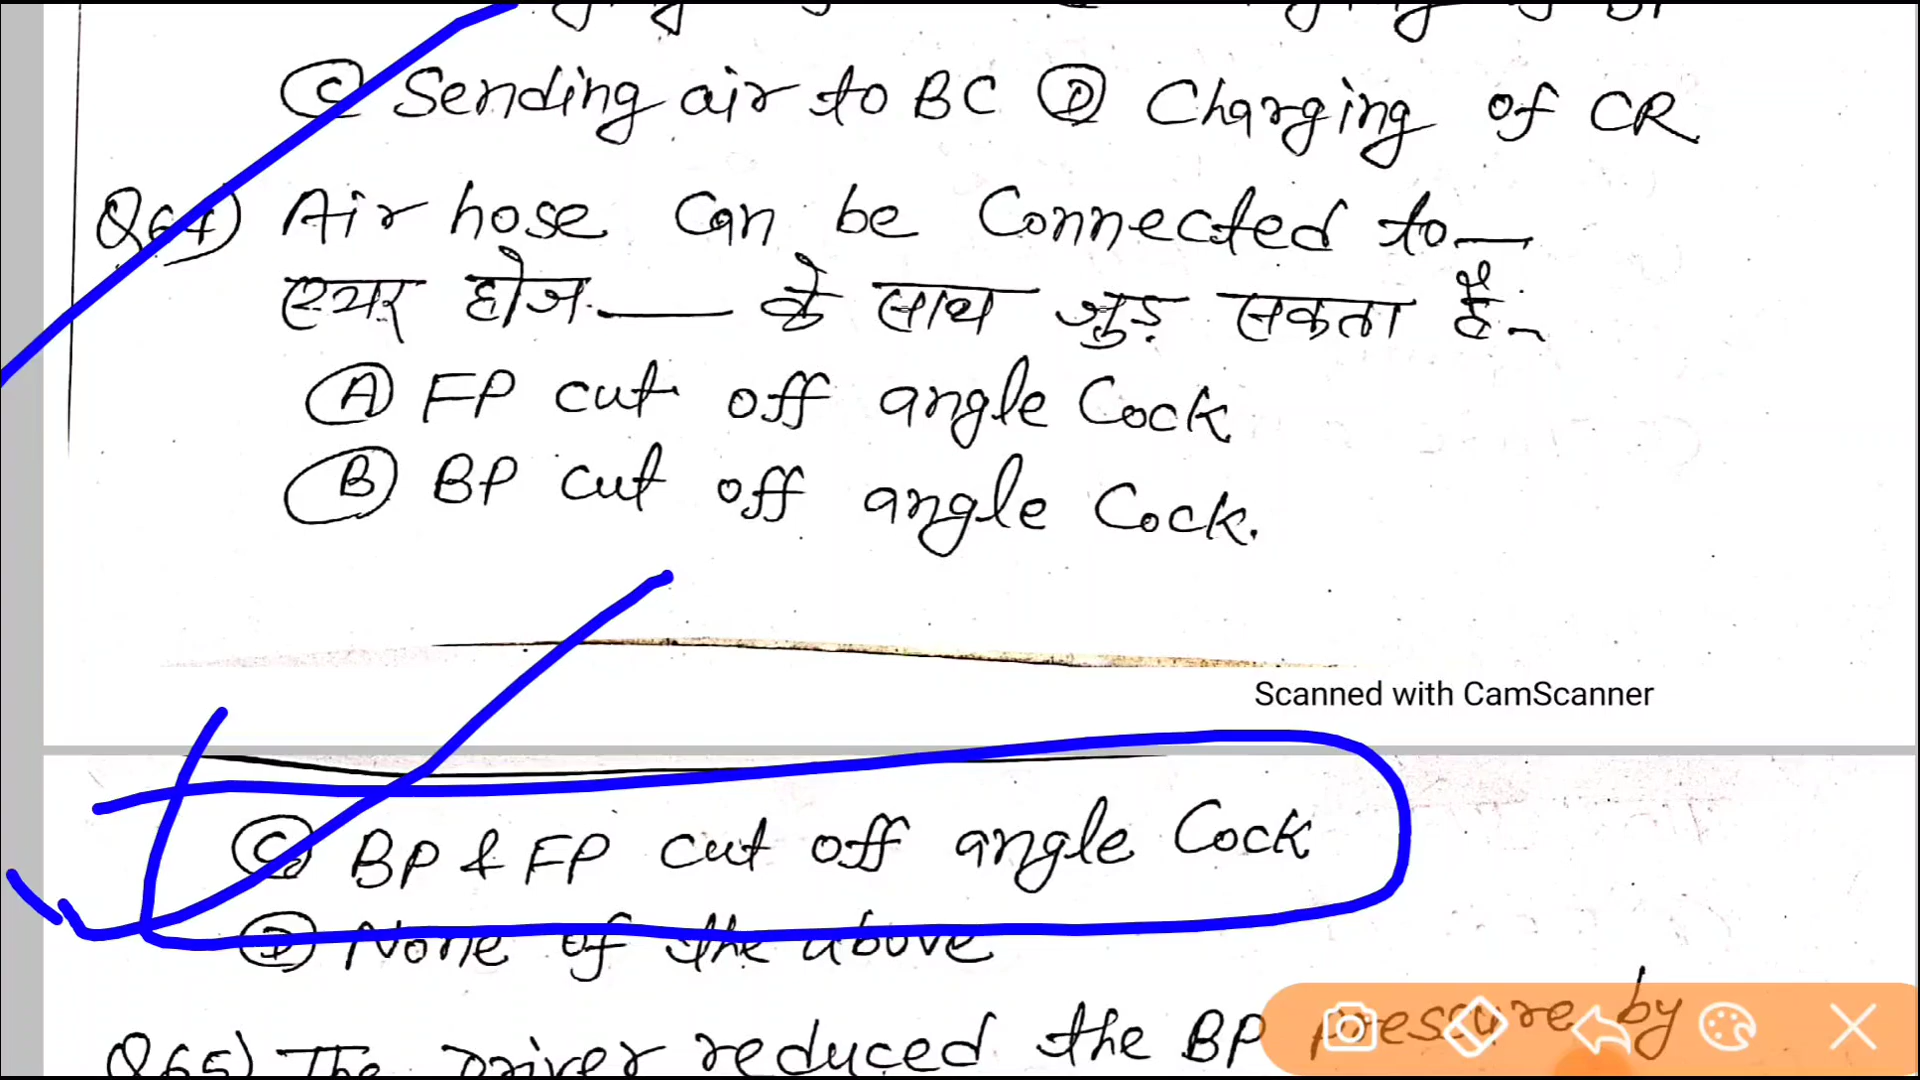 Ⓒ Sending air to BC Ⓓ Charging of CR
Q64) Air hose Can be Connected to —
एयर होज — के साथ जुड़ सकता है-
Ⓐ FP cut off angle Cock
Ⓑ BP cut off angle Cock.
Scanned with CamScanner
Ⓒ BP & FP cut off angle Cock
Ⓓ None of the above
Q65) The Driver reduced the BP pressure by